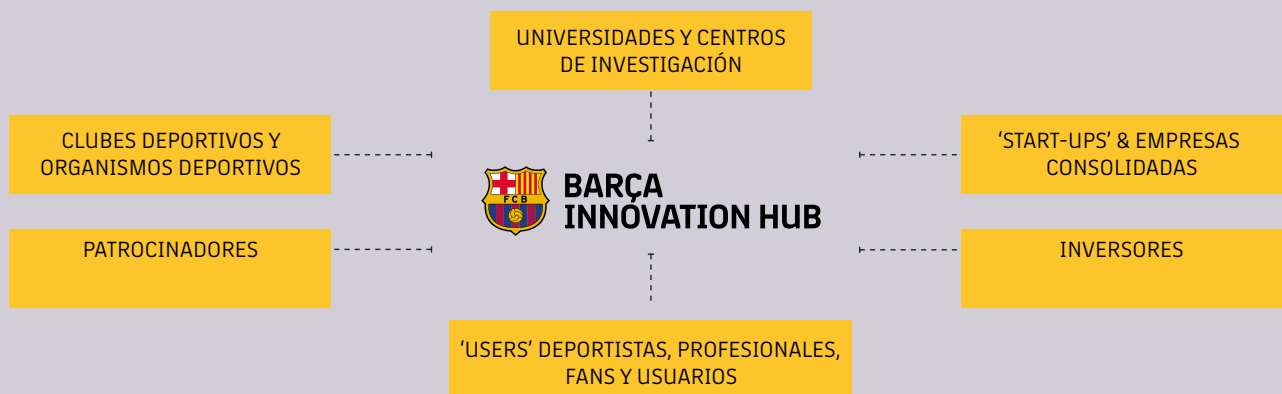 UNIVERSIDADES Y CENTROS
DE INVESTIGACIÓN
CLUBES DEPORTIVOS Y
ORGANISMOS DEPORTIVOS
'START-UPS' & EMPRESAS
CONSOLIDADAS
FCB
BARÇA
INNOVATION HUB
PATROCINADORES
INVERSORES
'USERS' DEPORTISTAS, PROFESIONALES,
FANS Y USUARIOS